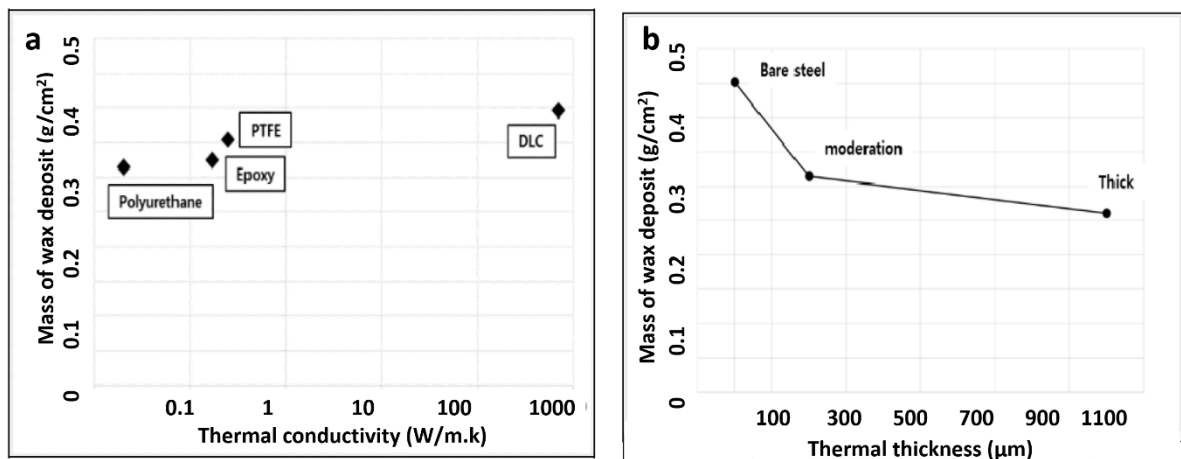 a
Mass of wax deposit (g/cm²)
0.5
0.4
0.3
0.2
0.1
0
PTFE
DLC
Epoxy
Polyurethane
0.1 1 10 100 1000
Thermal conductivity (W/m.k)
b
Mass of wax deposit (g/cm²)
0.5
0.4
0.3
0.2
0.1
0
Bare steel
moderation
Thick
100 300 500 700 900 1100
Thermal thickness (μm)